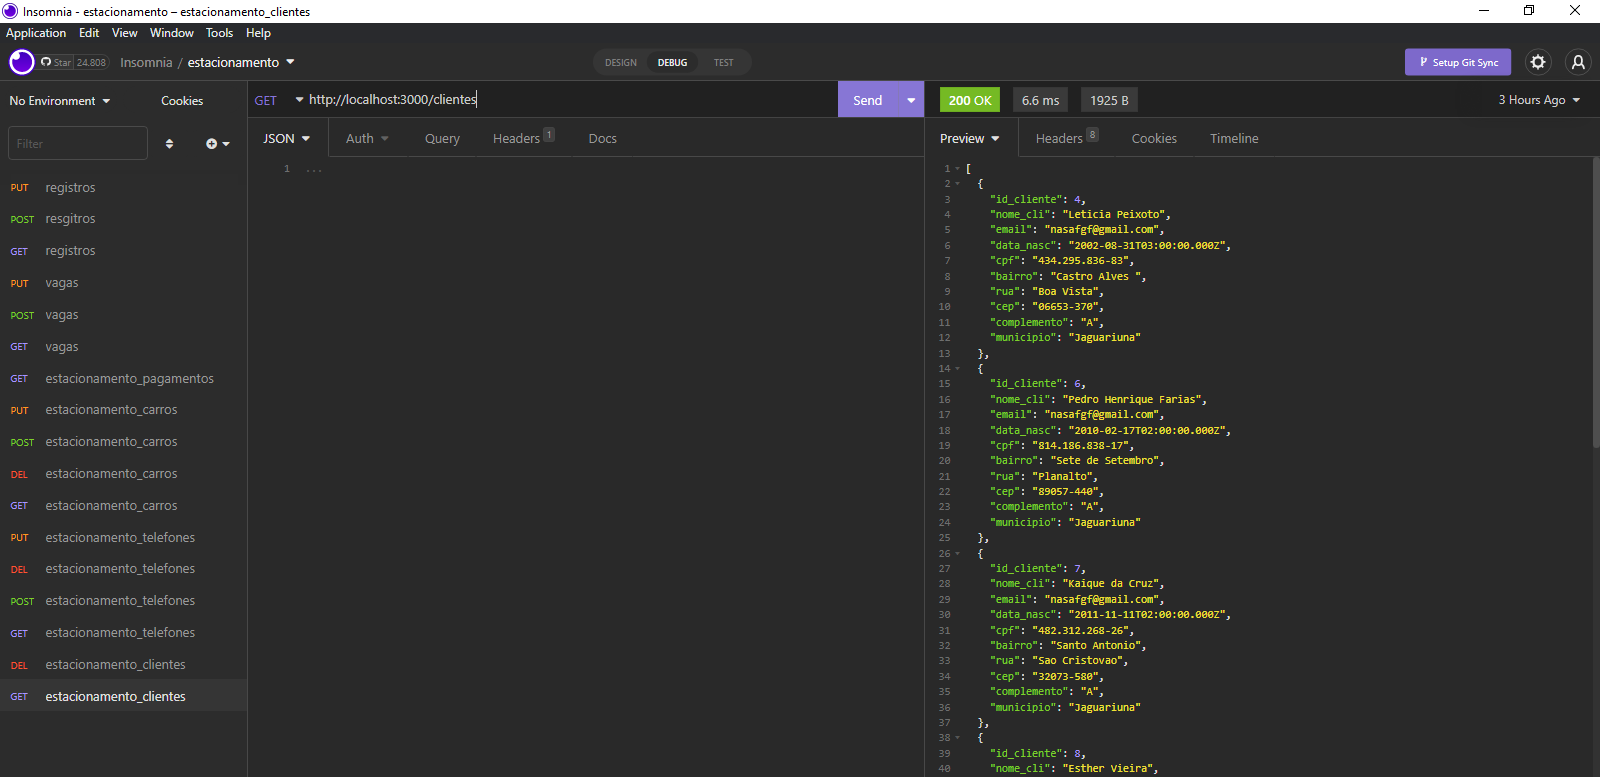 Insomnia - estacionamento – estacionamento_clientes
Application Edit View Window Tools Help
Star 24.808 Insomnia / estacionamento DESIGN DEBUG TEST Setup Git Sync
No Environment Cookies
Filter
PUT registros
POST resgitros
GET registros
PUT vagas
POST vagas
GET vagas
GET estacionamento_pagamentos
PUT estacionamento_carros
POST estacionamento_carros
DEL estacionamento_carros
GET estacionamento_carros
PUT estacionamento_telefones
DEL estacionamento_telefones
POST estacionamento_telefones
GET estacionamento_telefones
DEL estacionamento_clientes
GET estacionamento_clientes
GET http://localhost:3000/clientes Send
JSON Auth Query Headers 1 Docs
1 ...
200 OK 6.6 ms 1925 B 3 Hours Ago
Preview Headers 8 Cookies Timeline
1 [
2 {
3 "id_cliente": 4,
4 "nome_cli": "Leticia Peixoto",
5 "email": "nasafgf@gmail.com",
6 "data_nasc": "2002-08-31T03:00:00.000Z",
7 "cpf": "434.295.836-83",
8 "bairro": "Castro Alves ",
9 "rua": "Boa Vista",
10 "cep": "06653-370",
11 "complemento": "A",
12 "municipio": "Jaguariuna"
13 },
14 {
15 "id_cliente": 6,
16 "nome_cli": "Pedro Henrique Farias",
17 "email": "nasafgf@gmail.com",
18 "data_nasc": "2010-02-17T02:00:00.000Z",
19 "cpf": "814.186.838-17",
20 "bairro": "Sete de Setembro",
21 "rua": "Planalto",
22 "cep": "89057-440",
23 "complemento": "A",
24 "municipio": "Jaguariuna"
25 },
26 {
27 "id_cliente": 7,
28 "nome_cli": "Kaique da Cruz",
29 "email": "nasafgf@gmail.com",
30 "data_nasc": "2011-11-11T02:00:00.000Z",
31 "cpf": "482.312.268-26",
32 "bairro": "Santo Antonio",
33 "rua": "Sao Cristovao",
34 "cep": "32073-580",
35 "complemento": "A",
36 "municipio": "Jaguariuna"
37 },
38 {
39 "id_cliente": 8,
40 "nome_cli": "Esther Vieira",